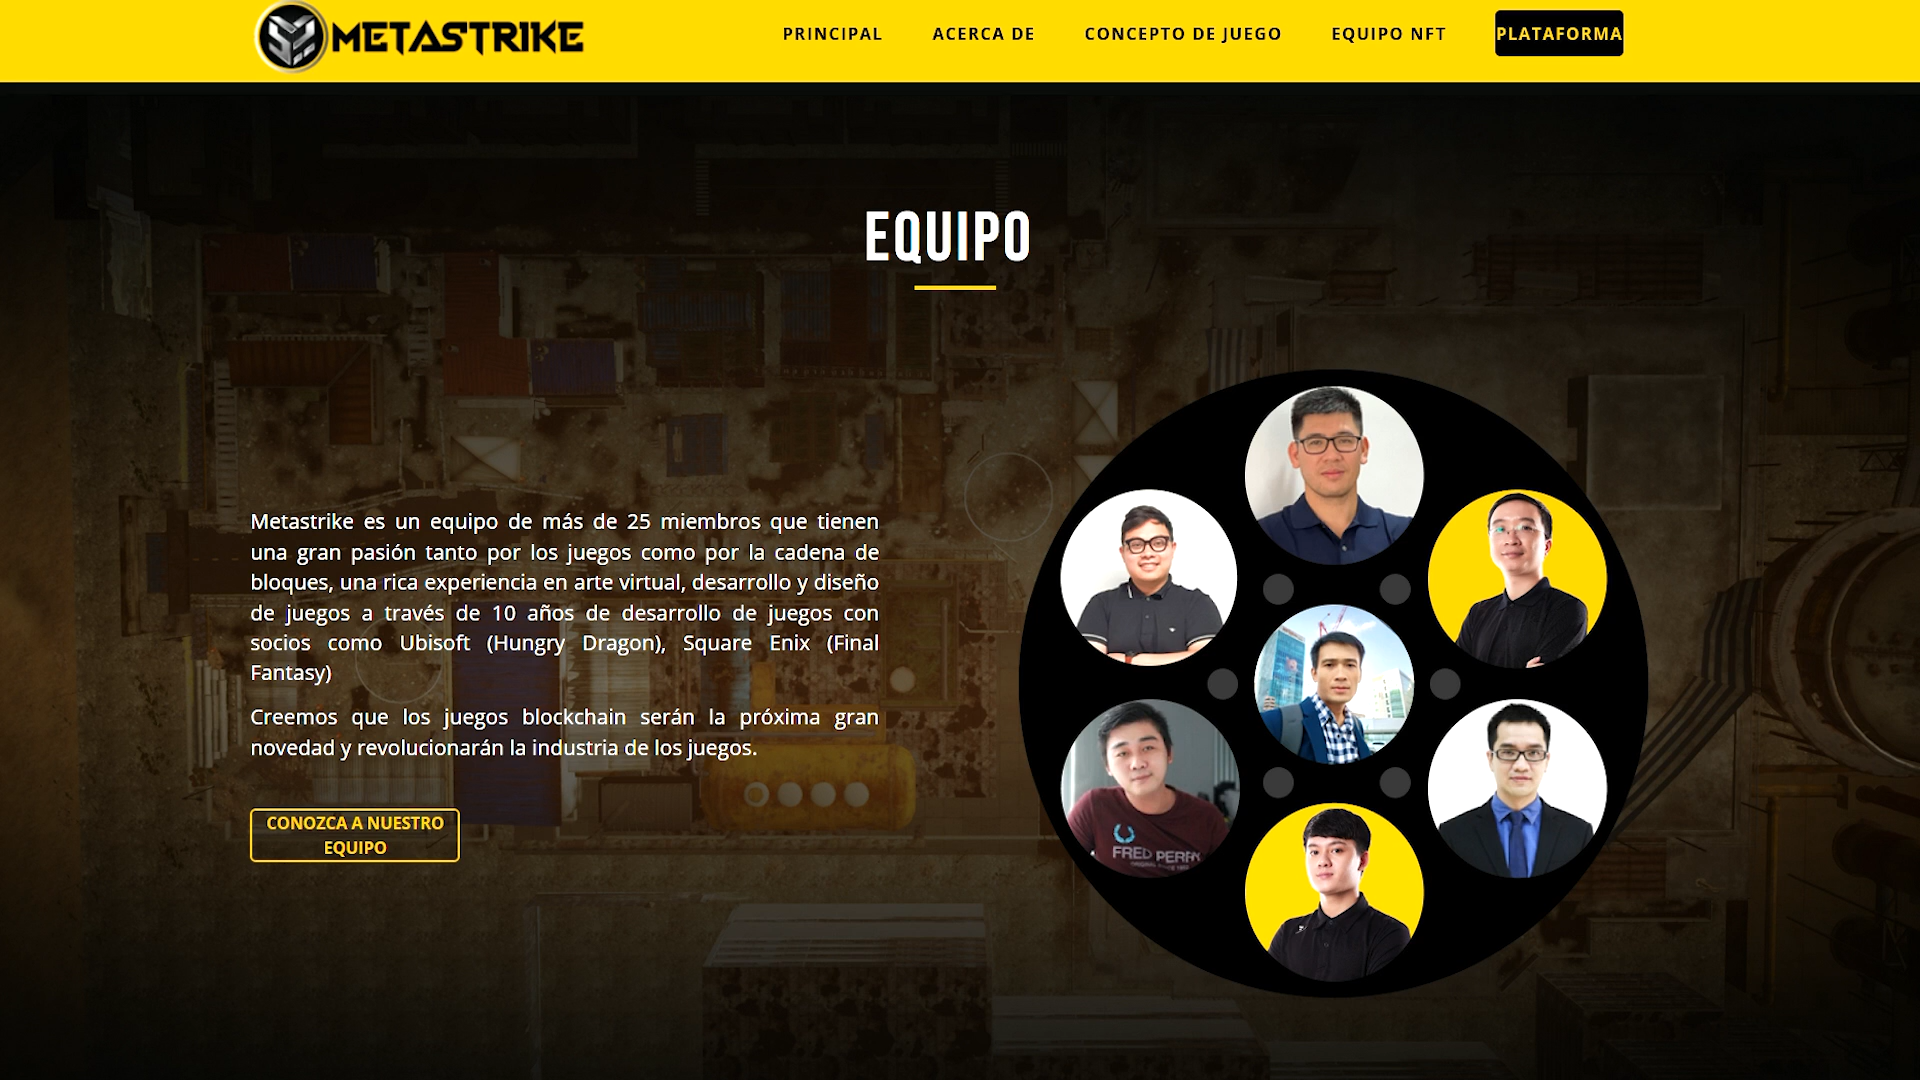 METASTRIKE
PRINCIPAL ACERCA DE CONCEPTO DE JUEGO EQUIPO NFT PLATAFORMA
EQUIPO
Metastrike es un equipo de más de 25 miembros que tienen
una gran pasión tanto por los juegos como por la cadena de
bloques, una rica experiencia en arte virtual, desarrollo y diseño
de juegos a través de 10 años de desarrollo de juegos con
socios como Ubisoft (Hungry Dragon), Square Enix (Final
Fantasy)
Creemos que los juegos blockchain serán la próxima gran
novedad y revolucionarán la industria de los juegos.
CONOZCA A NUESTRO
EQUIPO
FRED PERRY